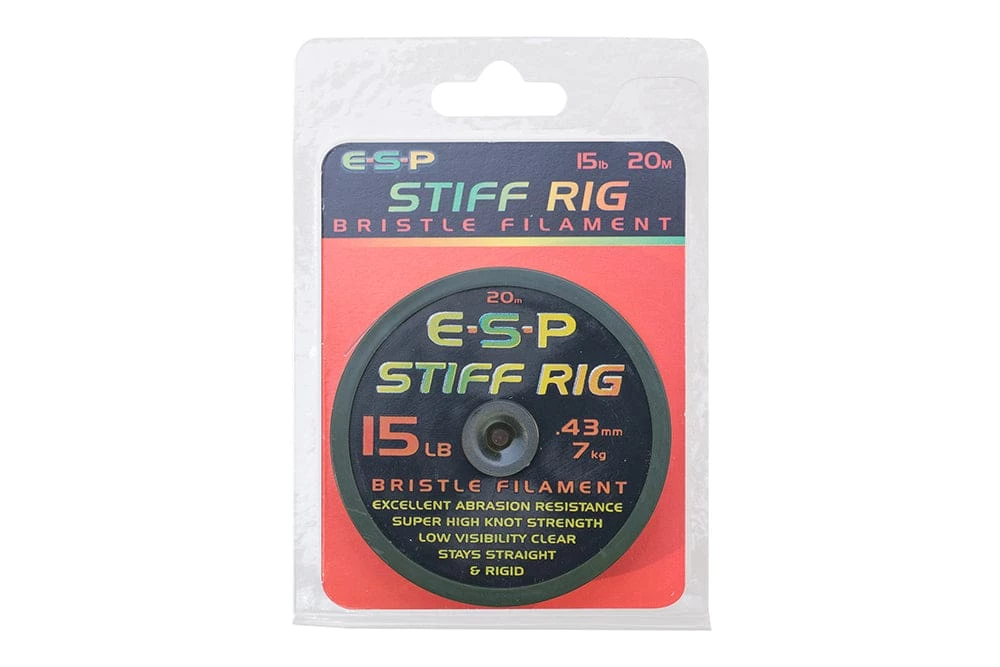 E-S-P 15lb 20M
STIFF RIG
BRISTLE FILAMENT
20m
E-S-P
STIFF RIG
15LB .43mm
7kg
BRISTLE FILAMENT
EXCELLENT ABRASION RESISTANCE
SUPER HIGH KNOT STRENGTH
LOW VISIBILITY CLEAR
STAYS STRAIGHT
& RIGID